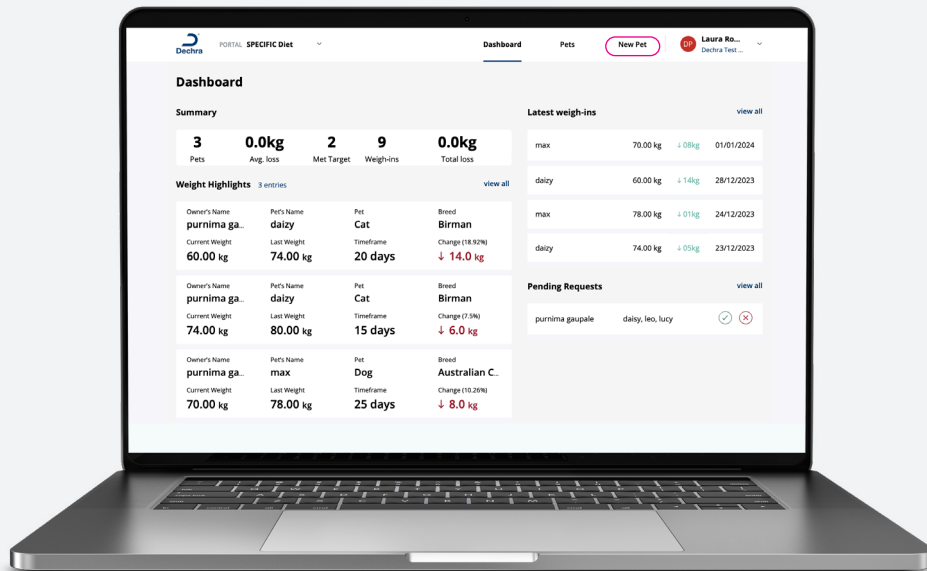 Dechra
PORTAL SPECIFIC Diet
Dashboard
Pets
New Pet
DP
Laura Ro...
Dechra Test ...
Dashboard
Summary
3
Pets
0.0kg
Avg. loss
2
Met Target
9
Weigh-ins
0.0kg
Total loss
Weight Highlights 3 entries
view all
Owner's Name Pet's Name Pet Breed
purnima ga... daizy Cat Birman
Current Weight Last Weight Timeframe Change (18.92%)
60.00 kg 74.00 kg 20 days ↓ 14.0 kg
Owner's Name Pet's Name Pet Breed
purnima ga... daizy Cat Birman
Current Weight Last Weight Timeframe Change (7.5%)
74.00 kg 80.00 kg 15 days ↓ 6.0 kg
Owner's Name Pet's Name Pet Breed
purnima ga... max Dog Australian C...
Current Weight Last Weight Timeframe Change (10.26%)
70.00 kg 78.00 kg 25 days ↓ 8.0 kg
Latest weigh-ins
view all
max 70.00 kg ↓ 08kg 01/01/2024
daizy 60.00 kg ↓ 14kg 28/12/2023
max 78.00 kg ↓ 01kg 24/12/2023
daizy 74.00 kg ↓ 05kg 23/12/2023
Pending Requests
view all
purnima gaupale daisy, leo, lucy